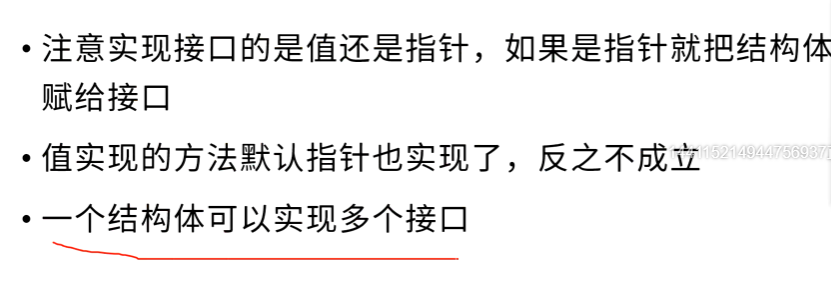 • 注意实现接口的是值还是指针，如果是指针就把结构体
赋给接口
• 值实现的方法默认指针也实现了，反之不成立
• 一个结构体可以实现多个接口